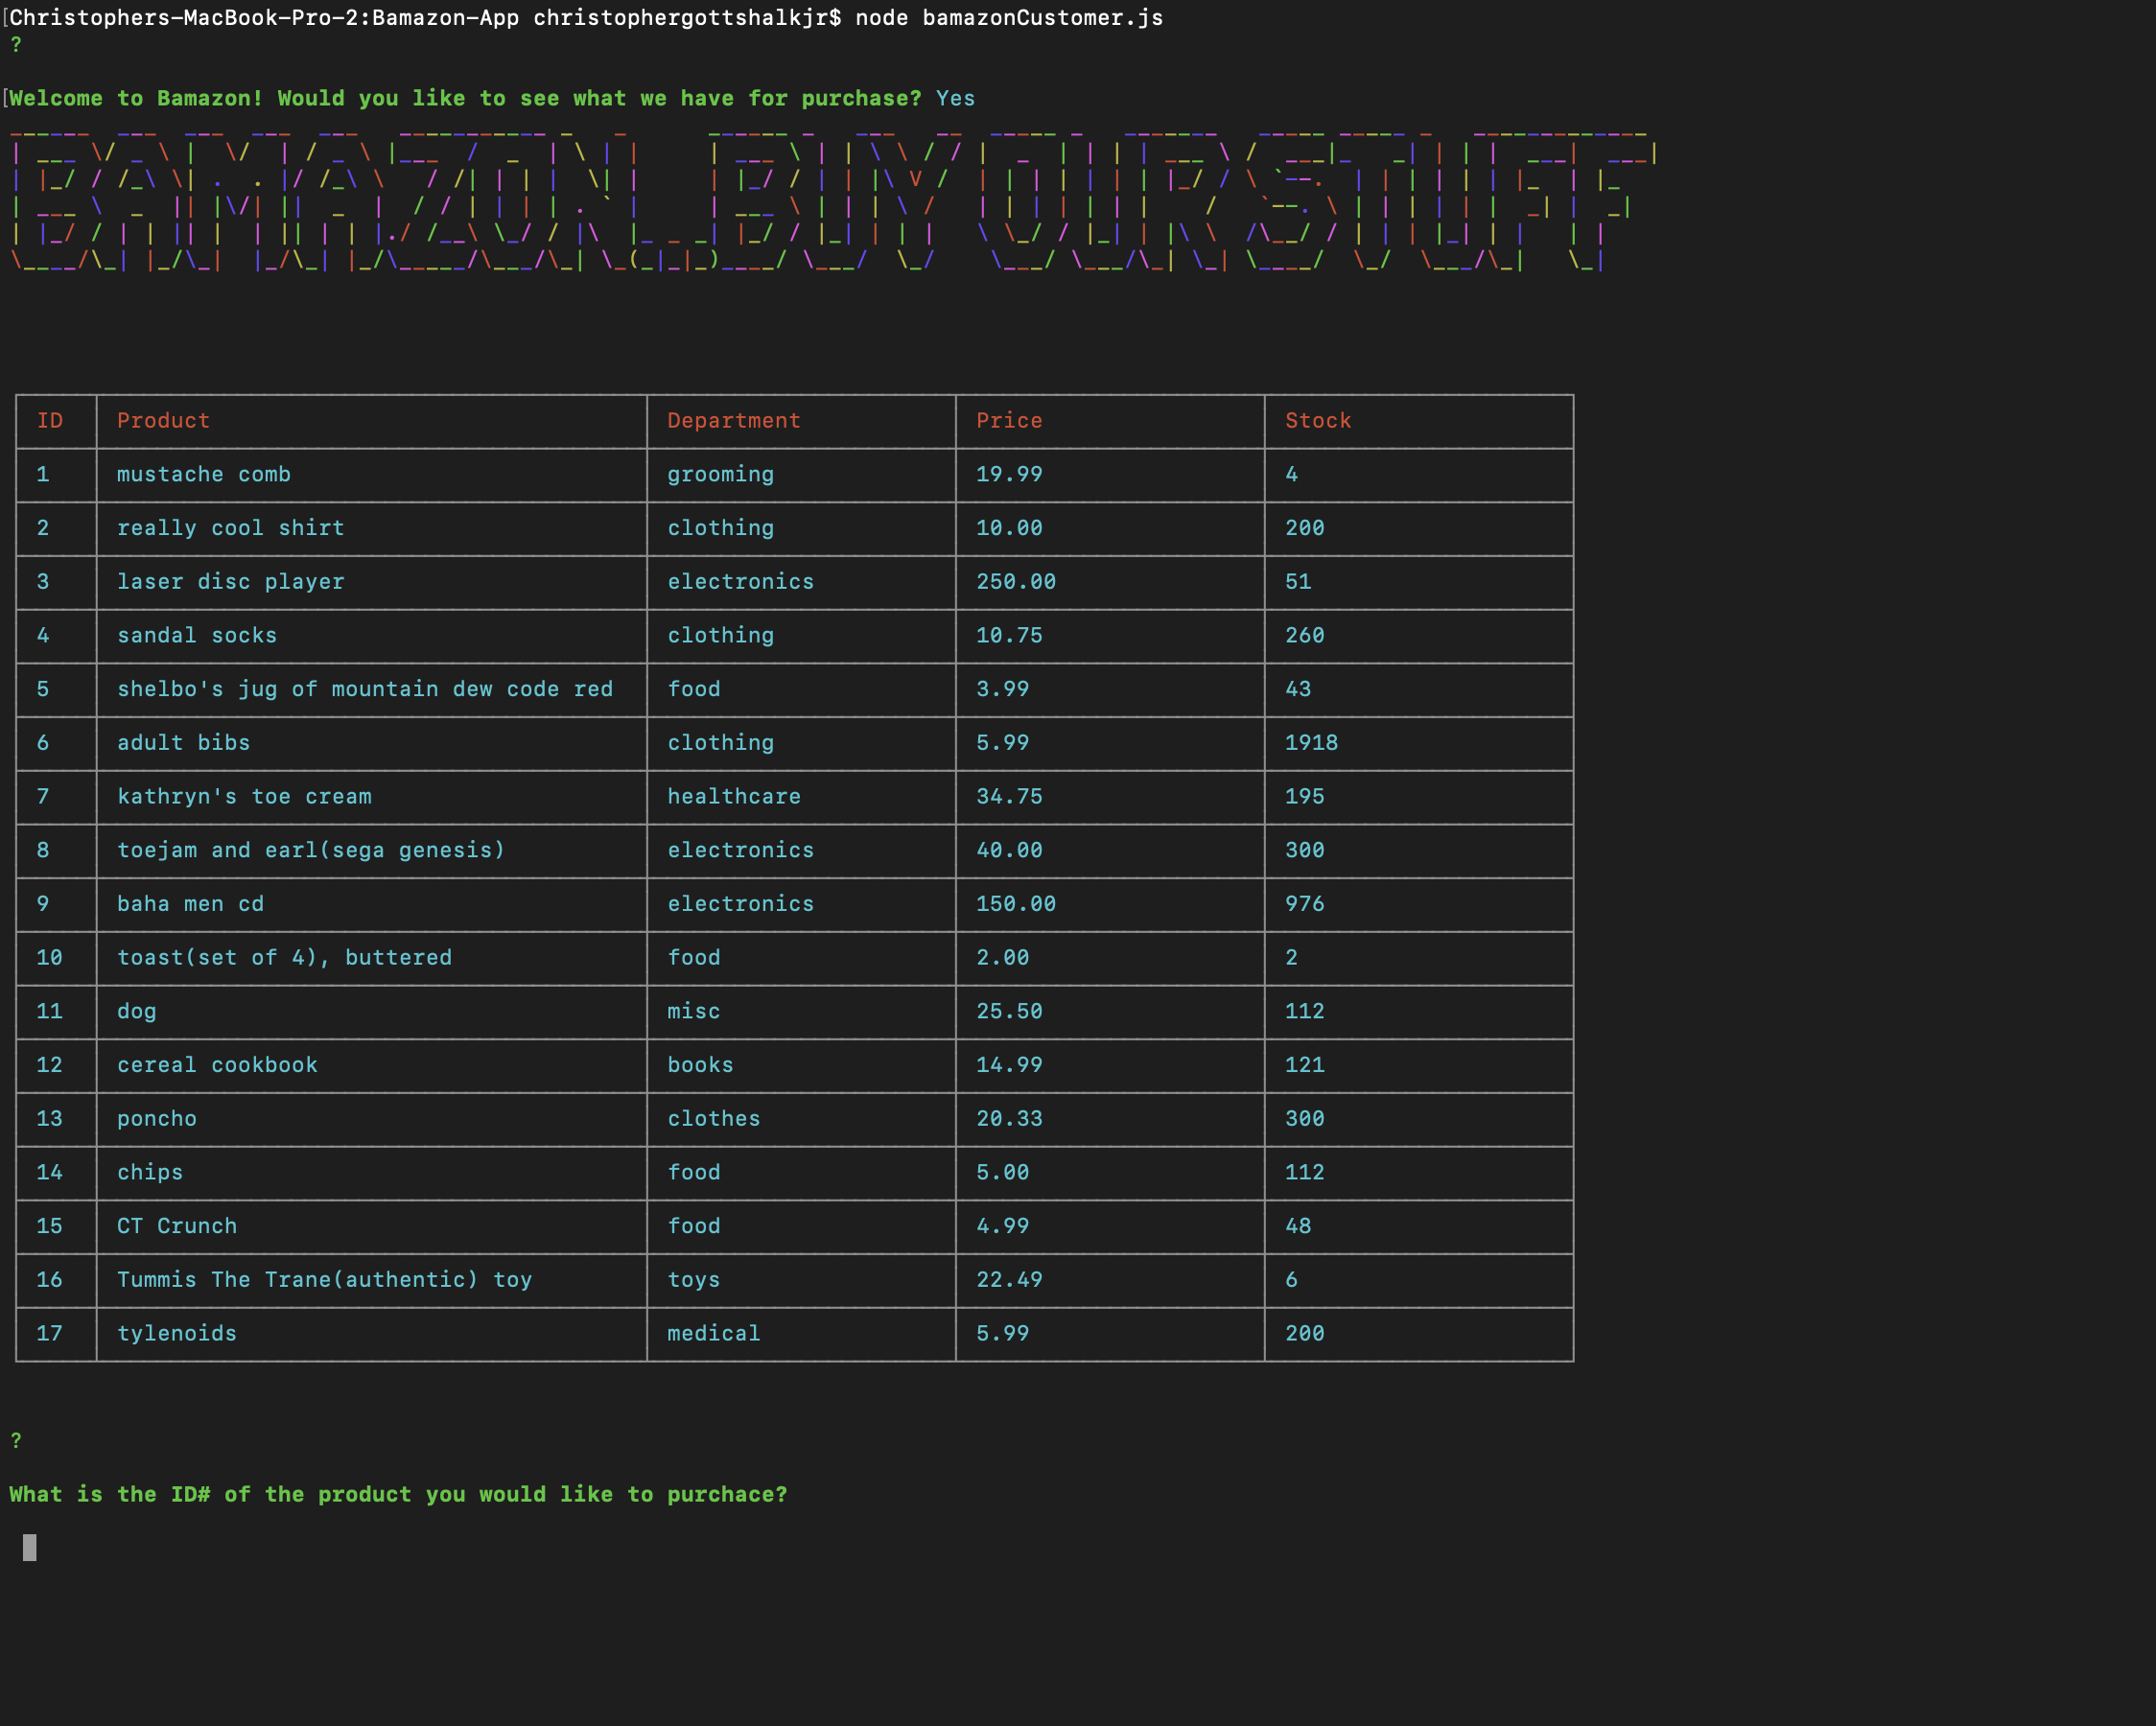 Christophers-MacBook-Pro-2:Bamazon-App christophergottshalkjr$ node bamazonCustomer.js
?
Welcome to Bamazon! Would you like to see what we have for purchase? Yes
BAMAZON...BUY OUR STUFF
ID Product Department Price Stock
1 mustache comb grooming 19.99 4
2 really cool shirt clothing 10.00 200
3 laser disc player electronics 250.00 51
4 sandal socks clothing 10.75 260
5 shelbo's jug of mountain dew code red food 3.99 43
6 adult bibs clothing 5.99 1918
7 kathryn's toe cream healthcare 34.75 195
8 toejam and earl(sega genesis) electronics 40.00 300
9 baha men cd electronics 150.00 976
10 toast(set of 4), buttered food 2.00 2
11 dog misc 25.50 112
12 cereal cookbook books 14.99 121
13 poncho clothes 20.33 300
14 chips food 5.00 112
15 CT Crunch food 4.99 48
16 Tummis The Trane(authentic) toy toys 22.49 6
17 tylenoids medical 5.99 200
?
What is the ID# of the product you would like to purchace?